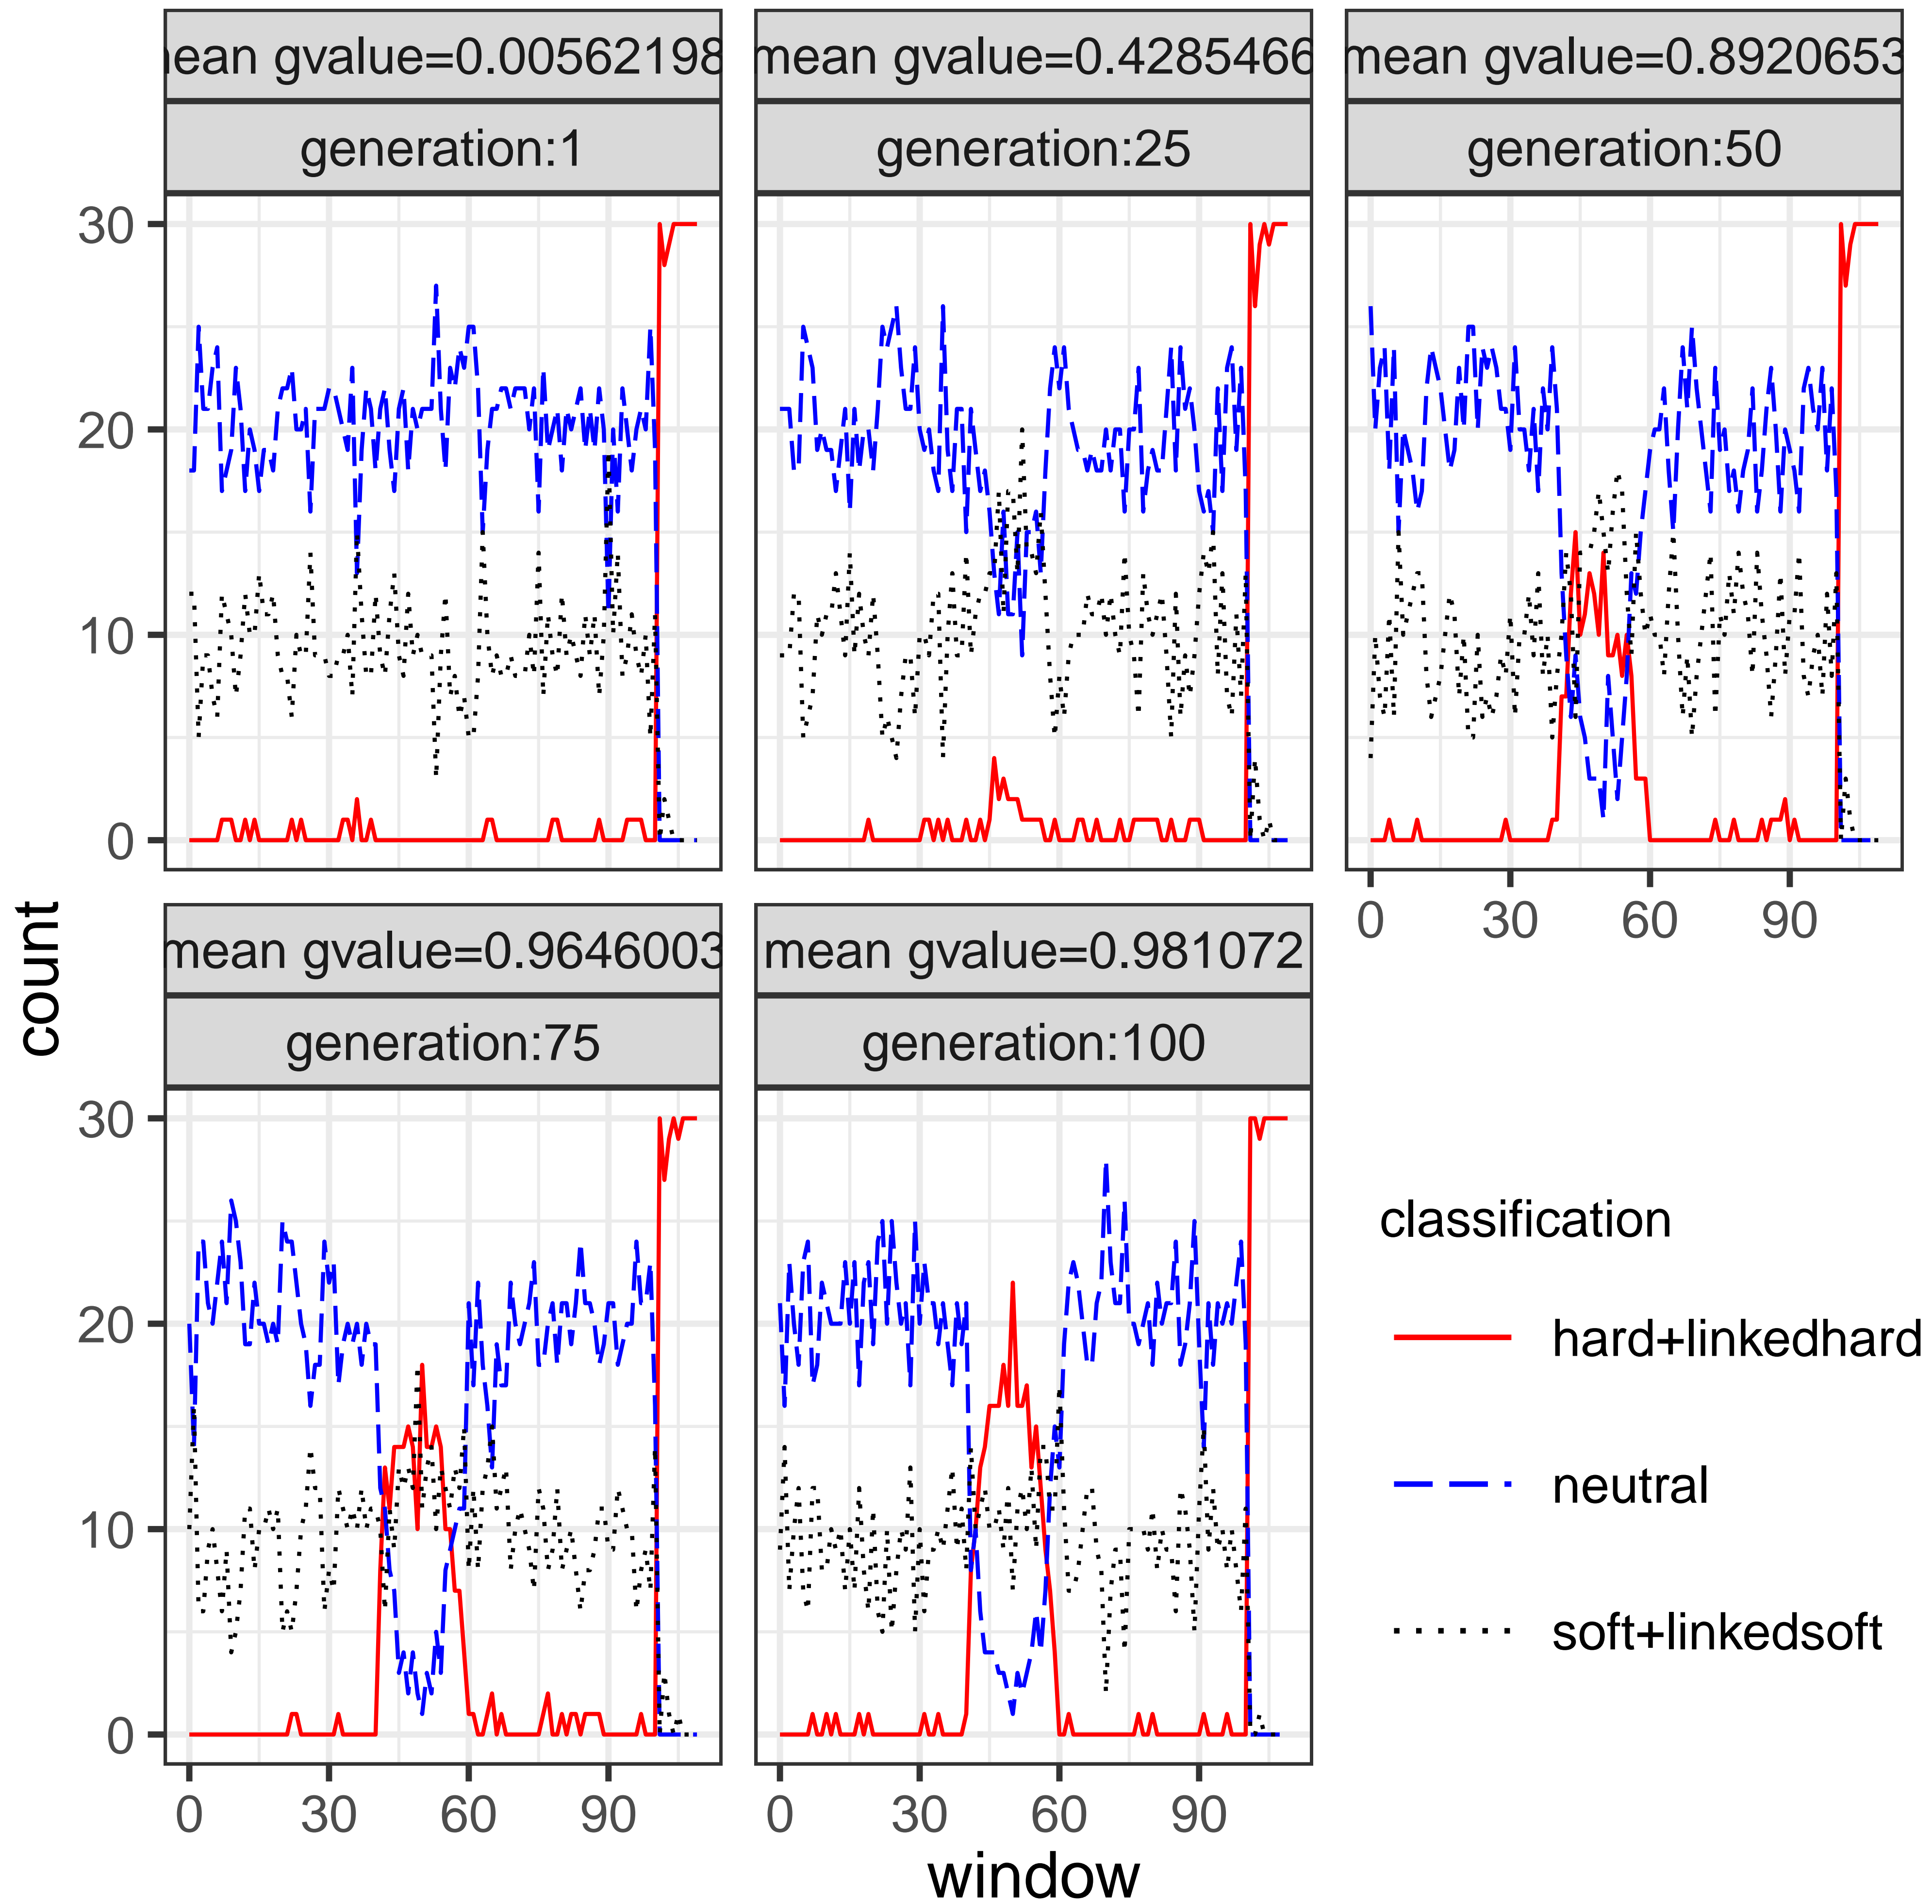 mean gvalue=0.00562198
mean gvalue=0.4285466
mean gvalue=0.8920653
generation:1
generation:25
generation:50
30
20
10
0
0 30 60 90
count
mean gvalue=0.9646003
mean gvalue=0.981072
generation:75
generation:100
30
20
10
0
0 30 60 90
0 30 60 90
window
classification
hard+linkedhard
neutral
soft+linkedsoft